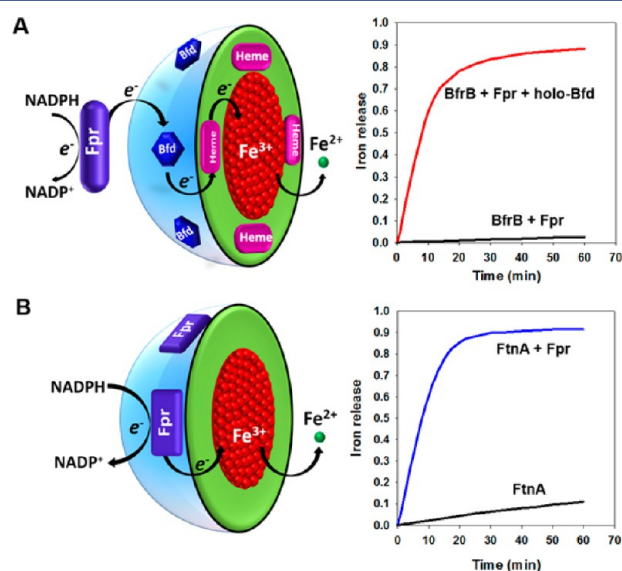 A
NADPH
e-
NADP+
Fpr
e-
Bfd
Bfd
Bfd
e-
Heme
Heme
Heme
Heme
e-
Fe3+
Fe2+
Iron release
1.0
0.9
0.8
0.7
0.6
0.5
0.4
0.3
0.2
0.1
0.0
BfrB + Fpr + holo-Bfd
BfrB + Fpr
0 10 20 30 40 50 60 70
Time (min)
B
NADPH
e-
NADP+
Fpr
Fpr
e-
Fe3+
Fe2+
Iron release
1.0
0.9
0.8
0.7
0.6
0.5
0.4
0.3
0.2
0.1
0.0
FtnA + Fpr
FtnA
0 10 20 30 40 50 60 70
Time (min)